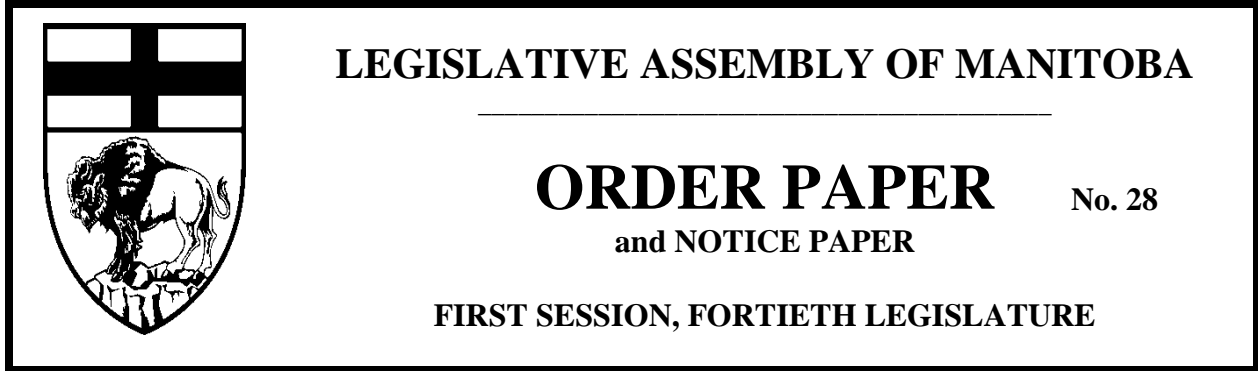 LEGISLATIVE ASSEMBLY OF MANITOBA
ORDER PAPER No. 28
and NOTICE PAPER
FIRST SESSION, FORTIETH LEGISLATURE